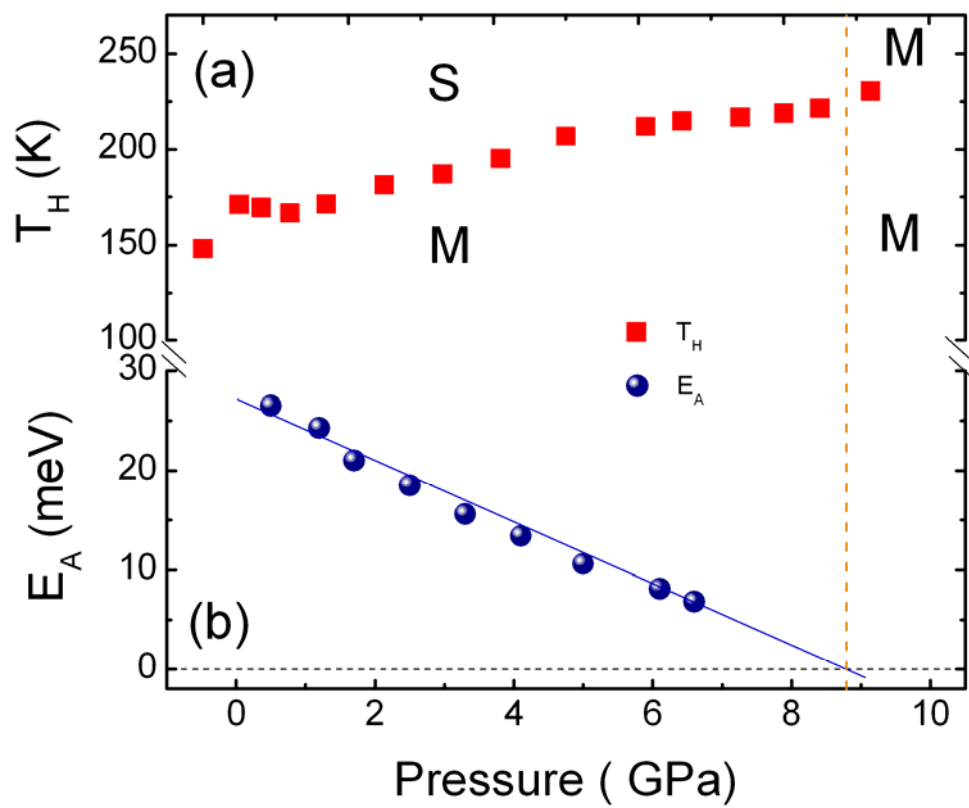 250
200
150
100
T_H (K)
(a)
S
M
M
M
T_H
E_A
30
20
10
0
E_A (meV)
(b)
0 2 4 6 8 10
Pressure ( GPa)